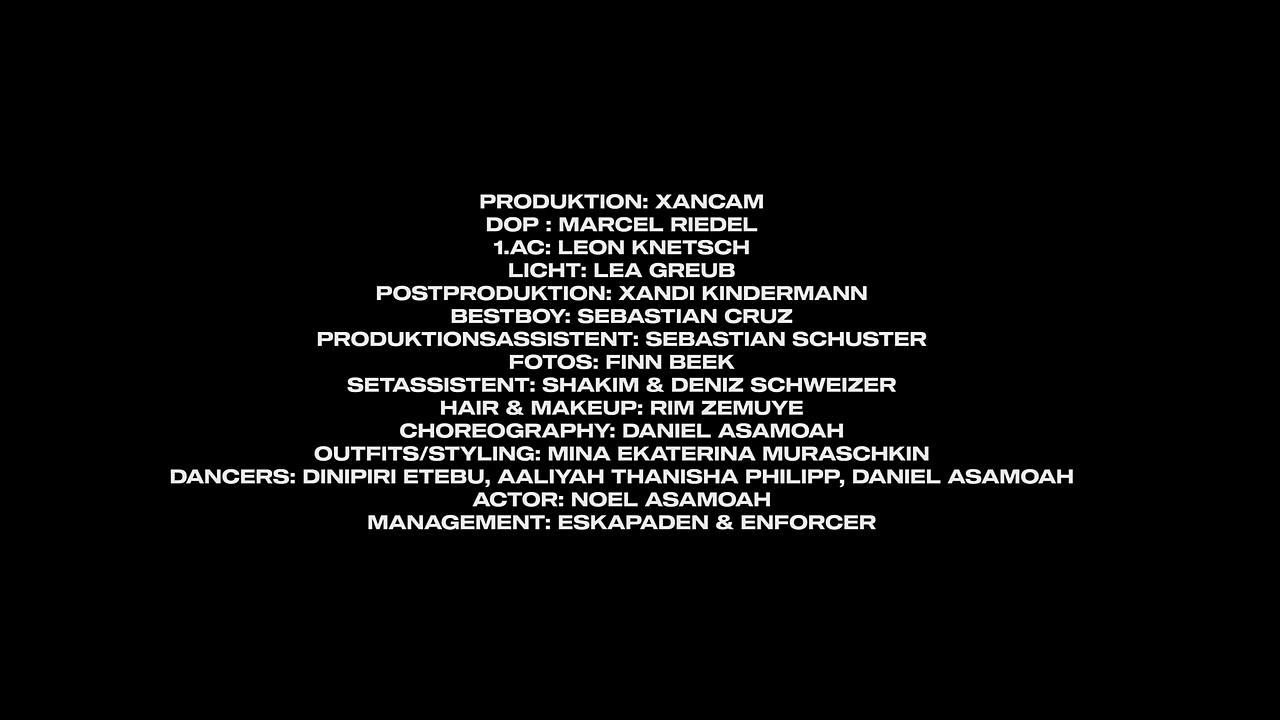 PRODUKTION: XANCAM
DOP : MARCEL RIEDEL
1.AC: LEON KNETSCH
LICHT: LEA GREUB
POSTPRODUKTION: XANDI KINDERMANN
BESTBOY: SEBASTIAN CRUZ
PRODUKTIONSASSISTENT: SEBASTIAN SCHUSTER
FOTOS: FINN BEEK
SETASSISTENT: SHAKIM & DENIZ SCHWEIZER
HAIR & MAKEUP: RIM ZEMUYE
CHOREOGRAPHY: DANIEL ASAMOAH
OUTFITS/STYLING: MINA EKATERINA MURASCHKIN
DANCERS: DINIPIRI ETEBU, AALIYAH THANISHA PHILIPP, DANIEL ASAMOAH
ACTOR: NOEL ASAMOAH
MANAGEMENT: ESKAPADEN & ENFORCER